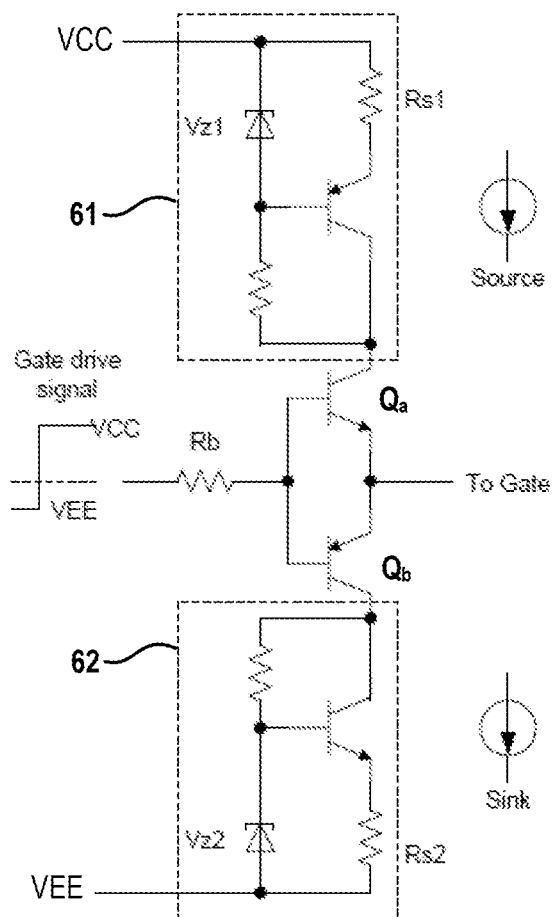 VCC
Rs1
Vz1
61
Source
Gate drive
signal
VCC
Qa
Rb
To Gate
VEE
Qb
62
Sink
Vz2
Rs2
VEE